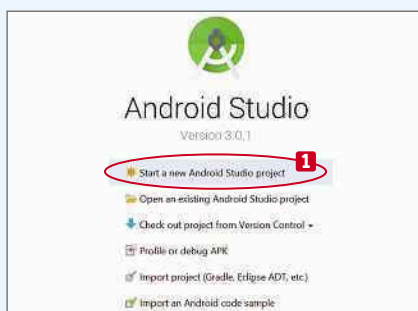 Android Studio
Version 3.0.1
1
Start a new Android Studio project
Open an existing Android Studio project
Check out project from Version Control
Profile or debug APK
Import project (Gradle, Eclipse ADT, etc.)
Import an Android code sample